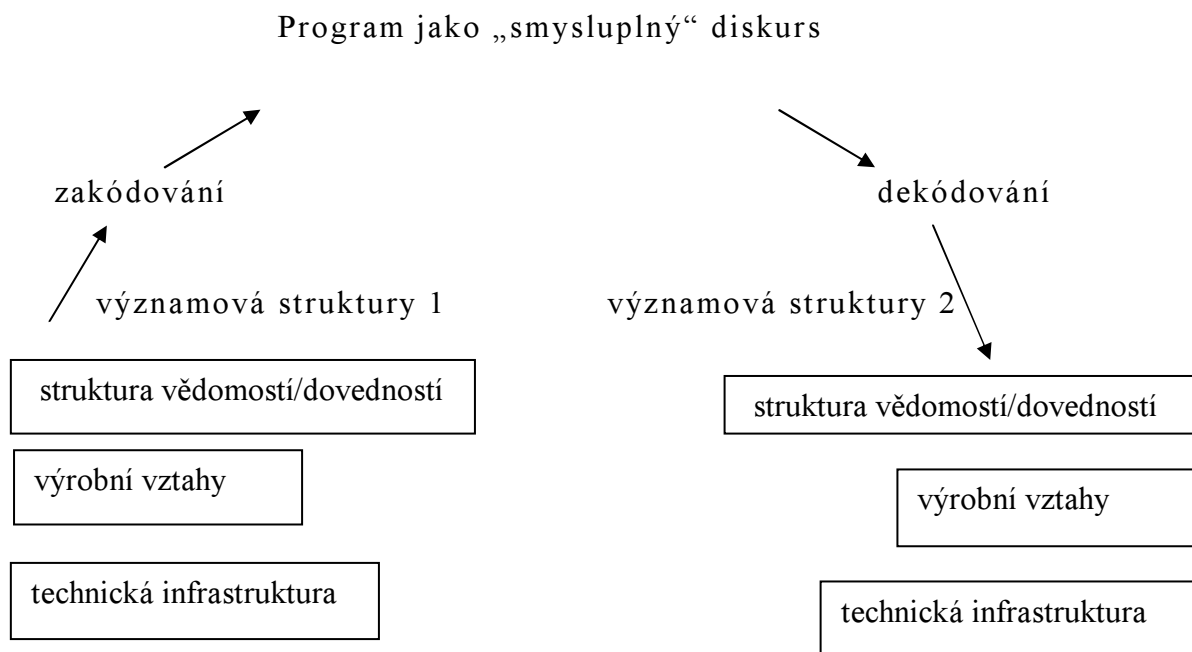 Program jako „smysluplný“ diskurs
zakódování
dekódování
významová struktury 1
významová struktury 2
struktura vědomostí/dovedností
struktura vědomostí/dovedností
výrobní vztahy
výrobní vztahy
technická infrastruktura
technická infrastruktura